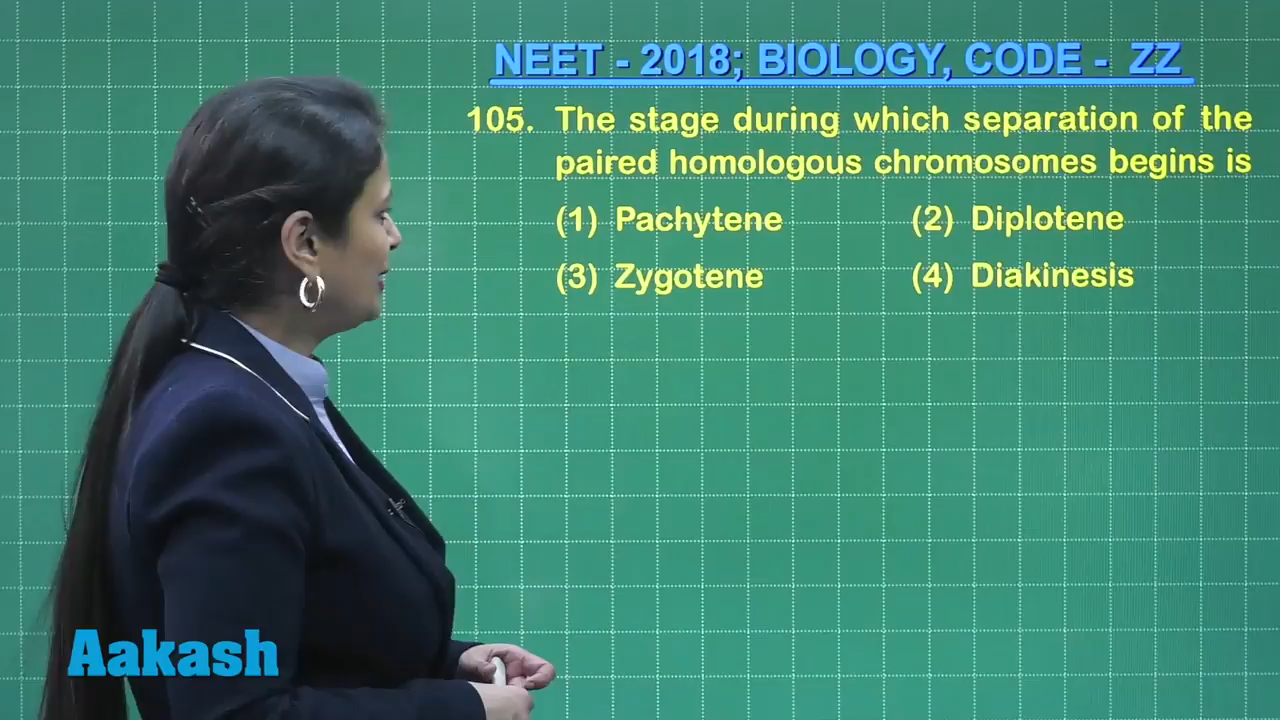 NEET - 2018; BIOLOGY, CODE - ZZ
105. The stage during which separation of the
paired homologous chromosomes begins is
(1) Pachytene (2) Diplotene
(3) Zygotene (4) Diakinesis
Aakash